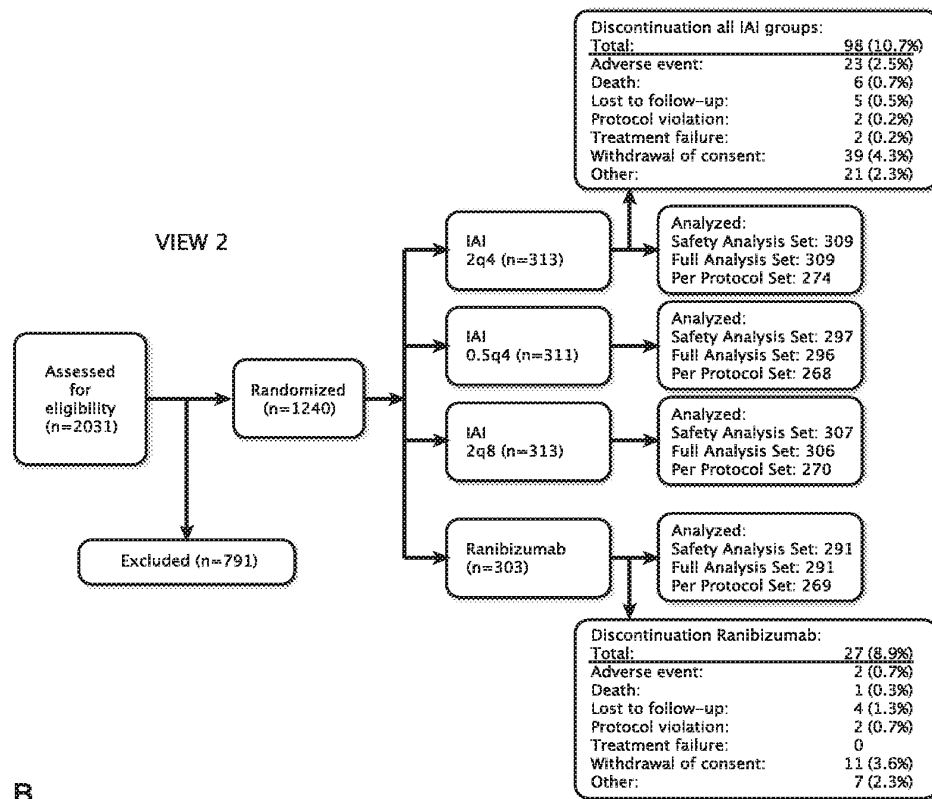 Discontinuation all IAI groups:
Total: 98 (10.7%)
Adverse event: 23 (2.5%)
Death: 6 (0.7%)
Lost to follow-up: 5 (0.5%)
Protocol violation: 2 (0.2%)
Treatment failure: 2 (0.2%)
Withdrawal of consent: 39 (4.3%)
Other: 21 (2.3%)
VIEW 2
IAI
2q4 (n=313)
Analyzed:
Safety Analysis Set: 309
Full Analysis Set: 309
Per Protocol Set: 274
IAI
0.5q4 (n=311)
Analyzed:
Safety Analysis Set: 297
Full Analysis Set: 296
Per Protocol Set: 268
Assessed
for
eligibility
(n=2031)
Randomized
(n=1240)
IAI
2q8 (n=313)
Analyzed:
Safety Analysis Set: 307
Full Analysis Set: 306
Per Protocol Set: 270
Excluded (n=791)
Ranibizumab
(n=303)
Analyzed:
Safety Analysis Set: 291
Full Analysis Set: 291
Per Protocol Set: 269
Discontinuation Ranibizumab:
Total: 27 (8.9%)
Adverse event: 2 (0.7%)
Death: 1 (0.3%)
Lost to follow-up: 4 (1.3%)
Protocol violation: 2 (0.7%)
Treatment failure: 0
Withdrawal of consent: 11 (3.6%)
Other: 7 (2.3%)
B